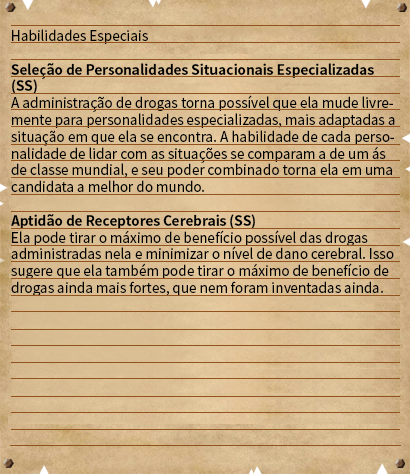 Habilidades Especiais
Seleção de Personalidades Situacionais Especializadas
(SS)
A administração de drogas torna possível que ela mude livre-
mente para personalidades especializadas, mais adaptadas a
situação em que ela se encontra. A habilidade de cada perso-
nalidade de lidar com as situações se comparam a de um ás
de classe mundial, e seu poder combinado torna ela em uma
candidata a melhor do mundo.
Aptidão de Receptores Cerebrais (SS)
Ela pode tirar o máximo de benefício possível das drogas
administradas nela e minimizar o nível de dano cerebral. Isso
sugere que ela também pode tirar o máximo de benefício de
drogas ainda mais fortes, que nem foram inventadas ainda.